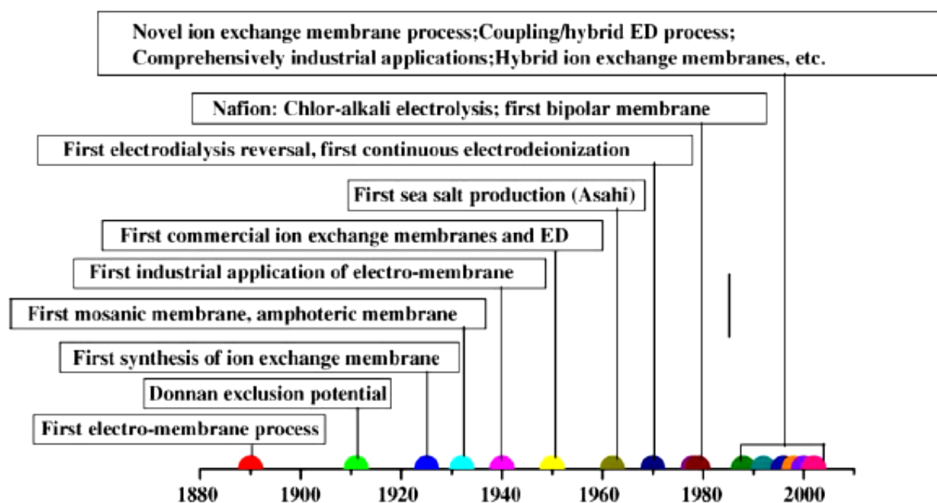 Novel ion exchange membrane process;Coupling/hybrid ED process;
Comprehensively industrial applications;Hybrid ion exchange membranes, etc.
Nafion: Chlor-alkali electrolysis; first bipolar membrane
First electrodialysis reversal, first continuous electrodeionization
First sea salt production (Asahi)
First commercial ion exchange membranes and ED
First industrial application of electro-membrane
First mosanic membrane, amphoteric membrane
First synthesis of ion exchange membrane
Donnan exclusion potential
First electro-membrane process
1880 1900 1920 1940 1960 1980 2000